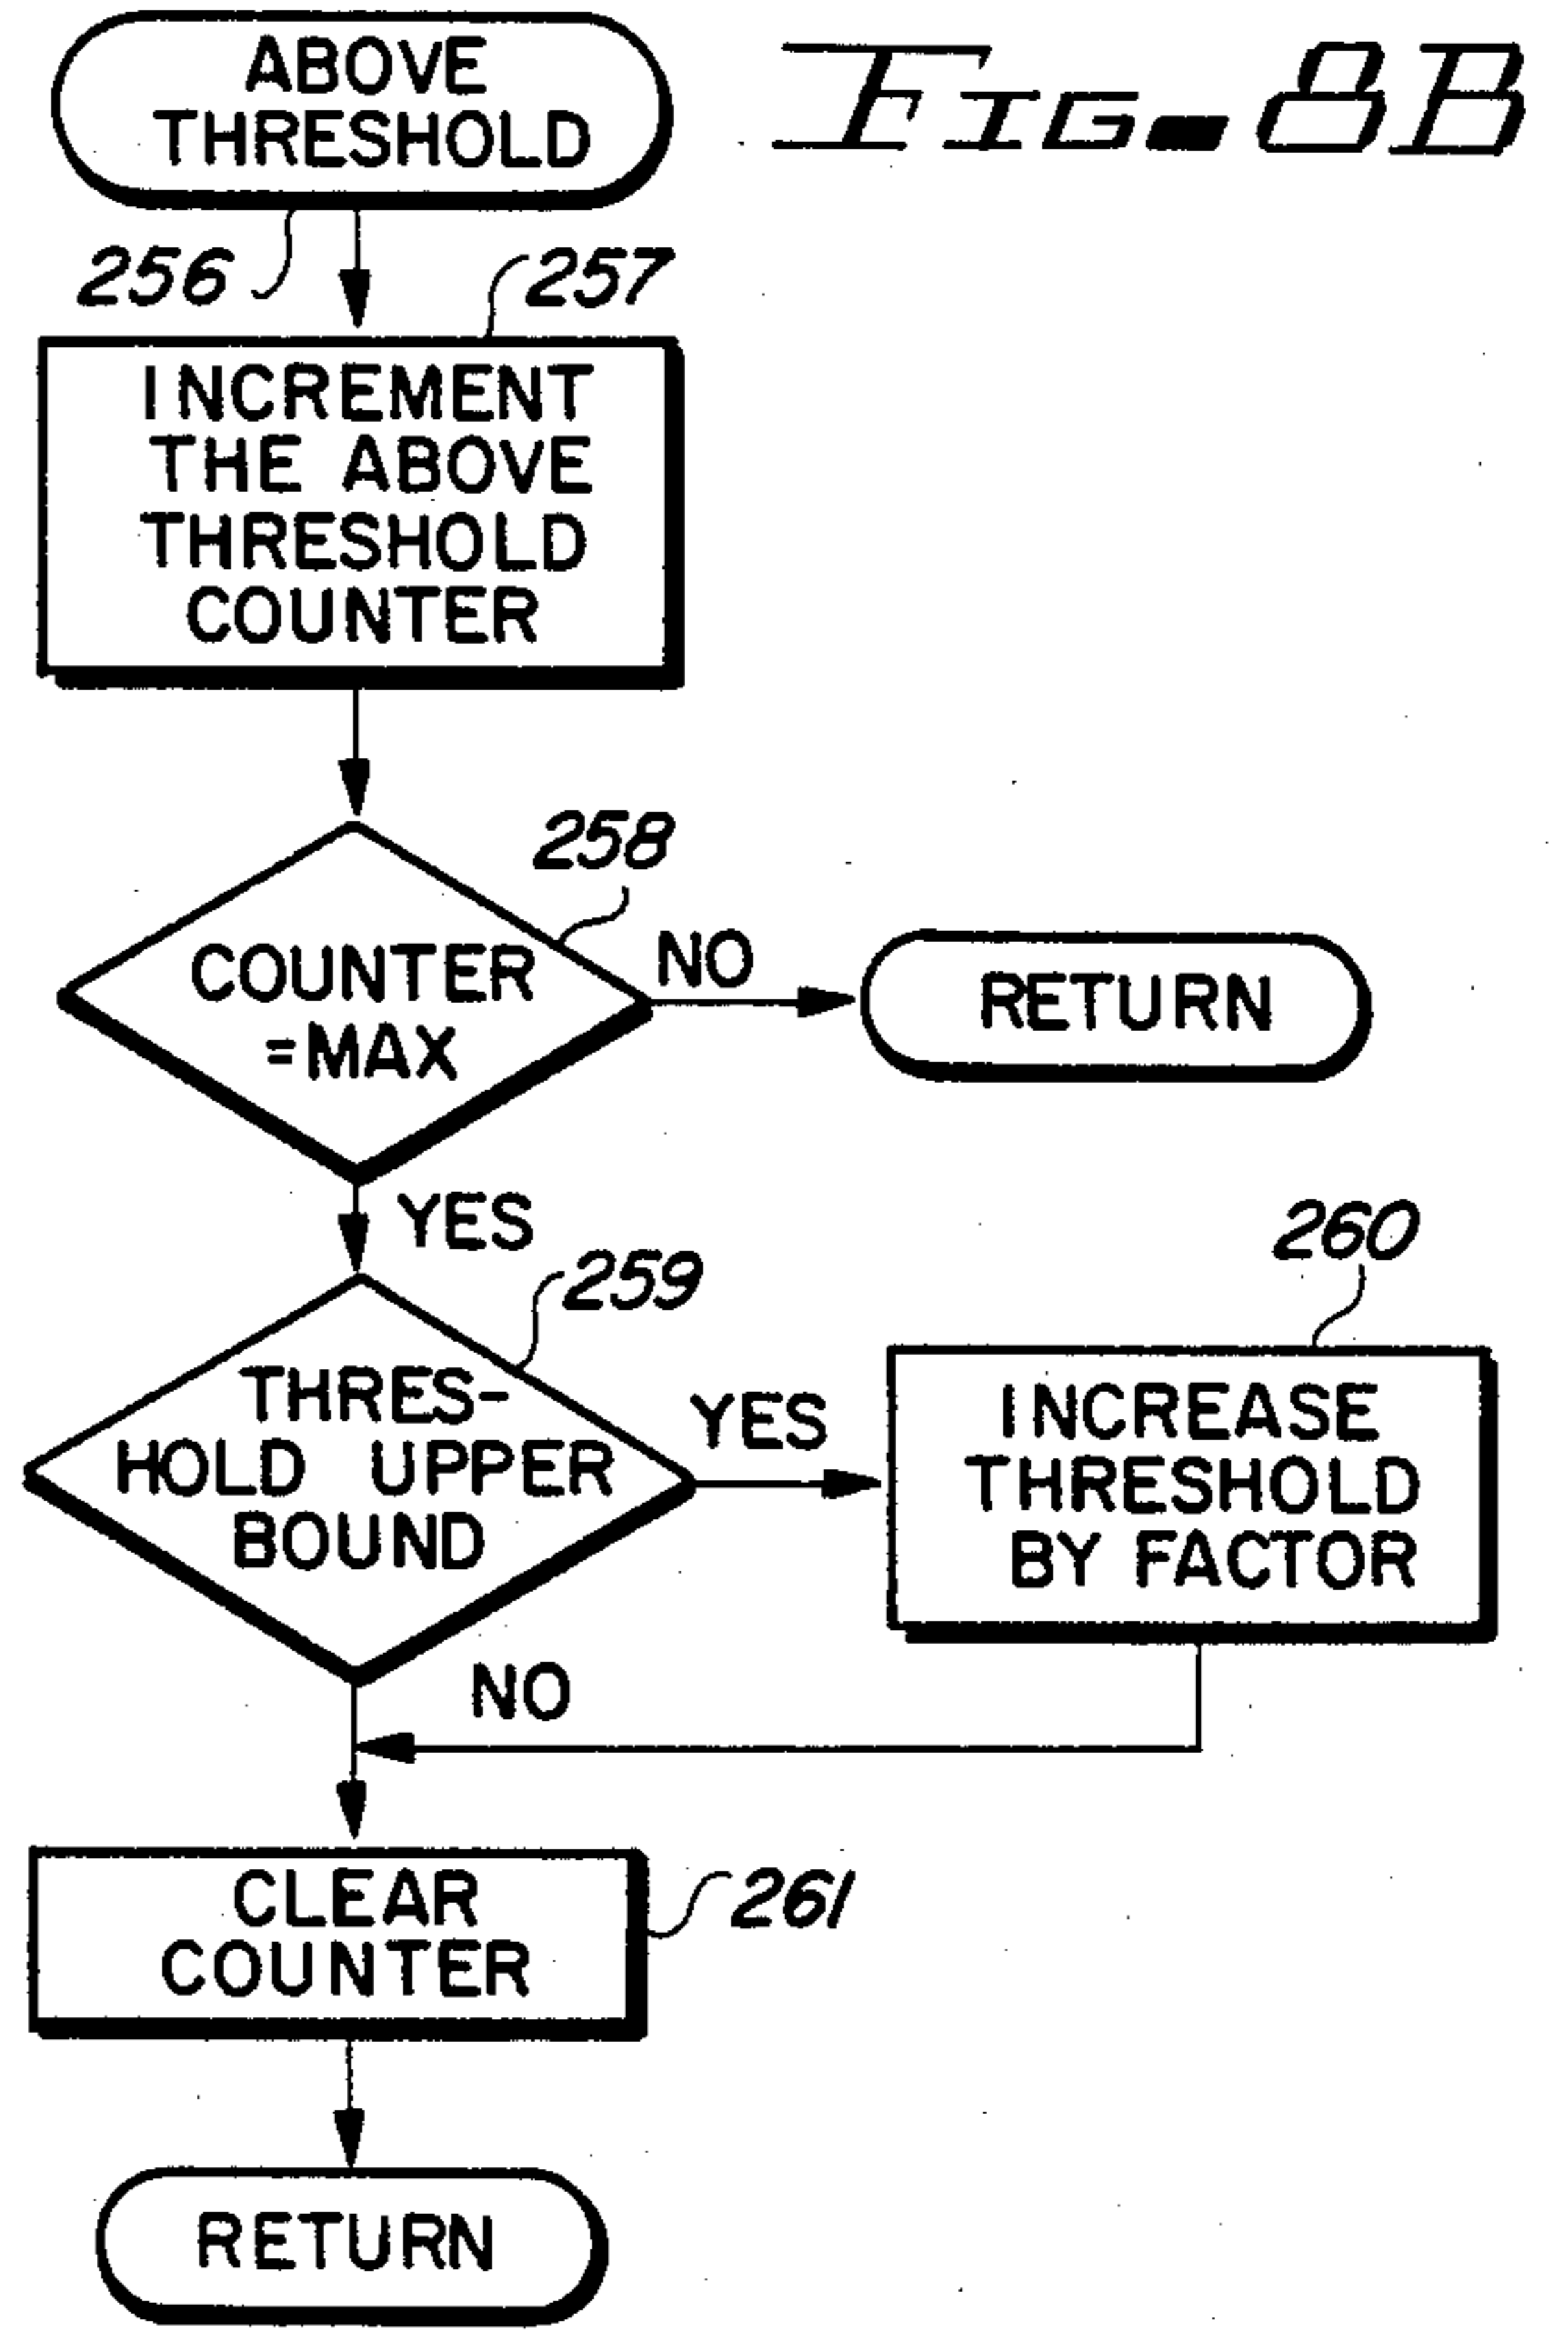 ABOVE
THRESHOLD
FIG. 8B
256
257
INCREMENT
THE ABOVE
THRESHOLD
COUNTER
258
COUNTER
=MAX
NO
RETURN
YES
259
260
THRES-
HOLD UPPER
BOUND
YES
INCREASE
THRESHOLD
BY FACTOR
NO
CLEAR
COUNTER
261
RETURN